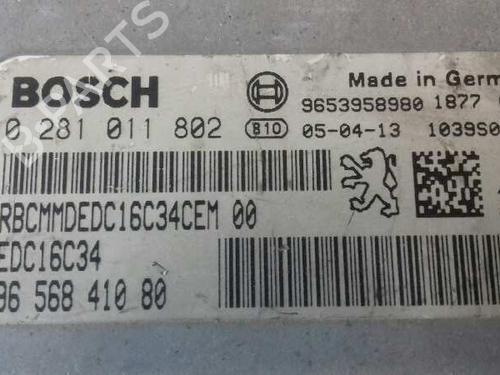 BOSCH
Made in Germ
9653958980 1877
0 281 011 802
B10
05-04-13 1039S0
RBCMMDEDC16C34CEM 00
EDC16C34
96 568 410 80
PARTS